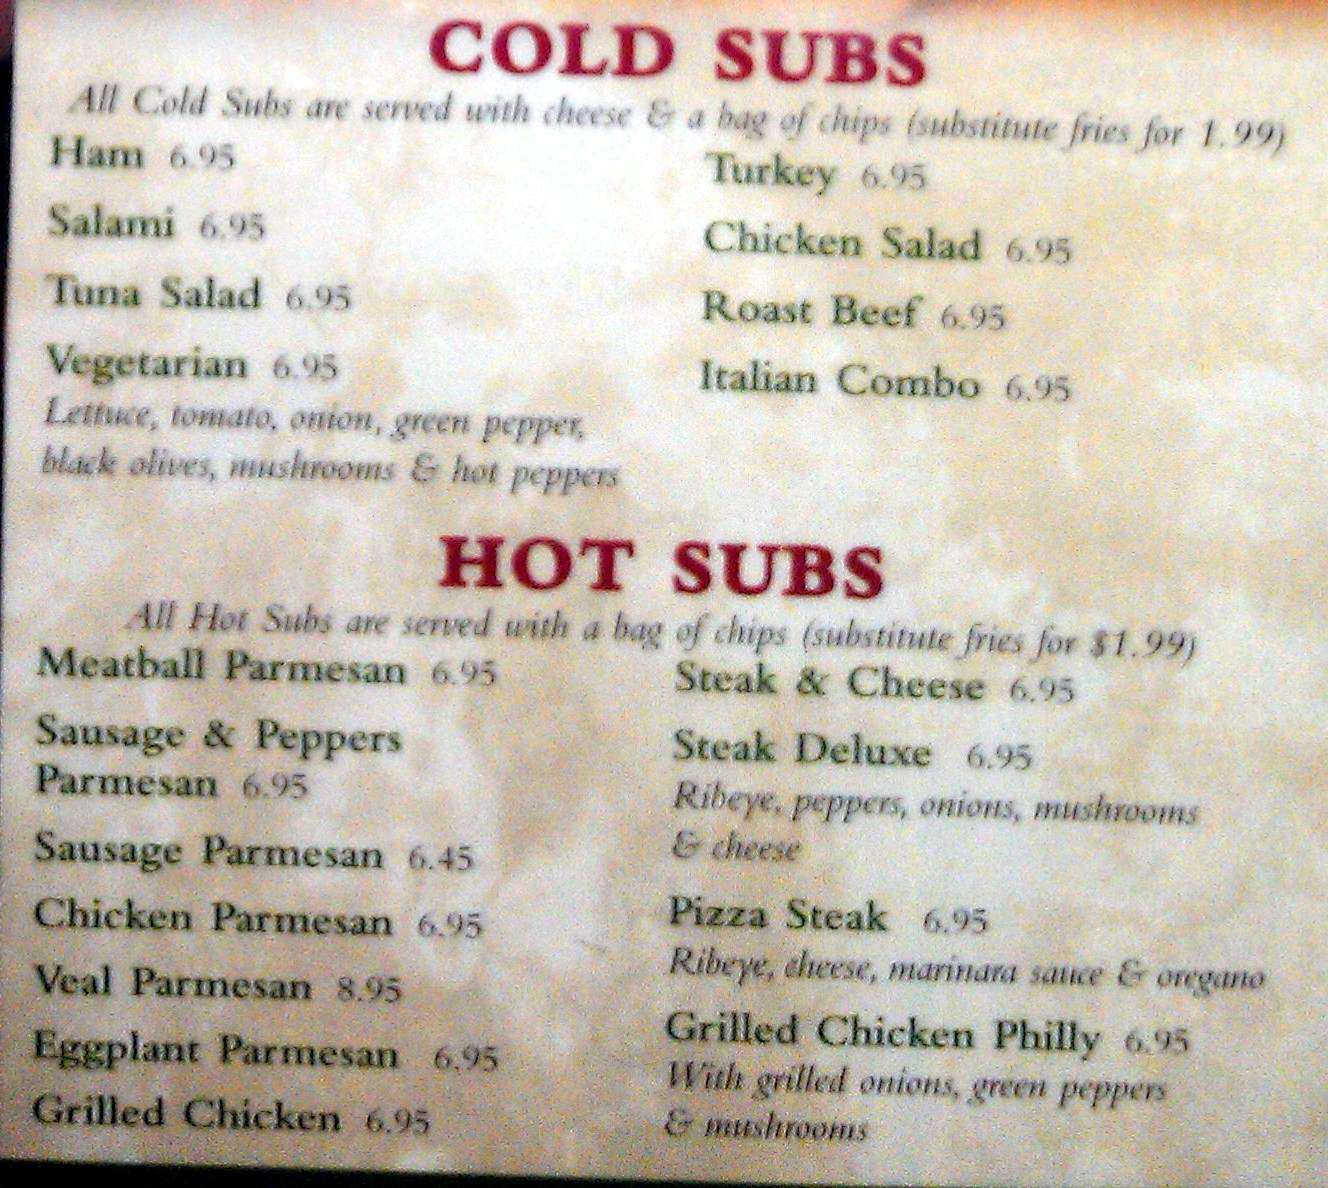 COLD SUBS
All Cold Subs are served with cheese & a bag of chips (substitute fries for 1.99)
Ham 6.95
Salami 6.95
Tuna Salad 6.95
Vegetarian 6.95
Lettuce, tomato, onion, green pepper,
black olives, mushrooms & hot peppers
Turkey 6.95
Chicken Salad 6.95
Roast Beef 6.95
Italian Combo 6.95
HOT SUBS
All Hot Subs are served with a bag of chips (substitute fries for $1.99)
Meatball Parmesan 6.95
Sausage & Peppers
Parmesan 6.95
Sausage Parmesan 6.45
Chicken Parmesan 6.95
Veal Parmesan 8.95
Eggplant Parmesan 6.95
Grilled Chicken 6.95
Steak & Cheese 6.95
Steak Deluxe 6.95
Ribeye, peppers, onions, mushrooms
& cheese
Pizza Steak 6.95
Ribeye, cheese, marinara sauce & oregano
Grilled Chicken Philly 6.95
With grilled onions, green peppers
& mushrooms